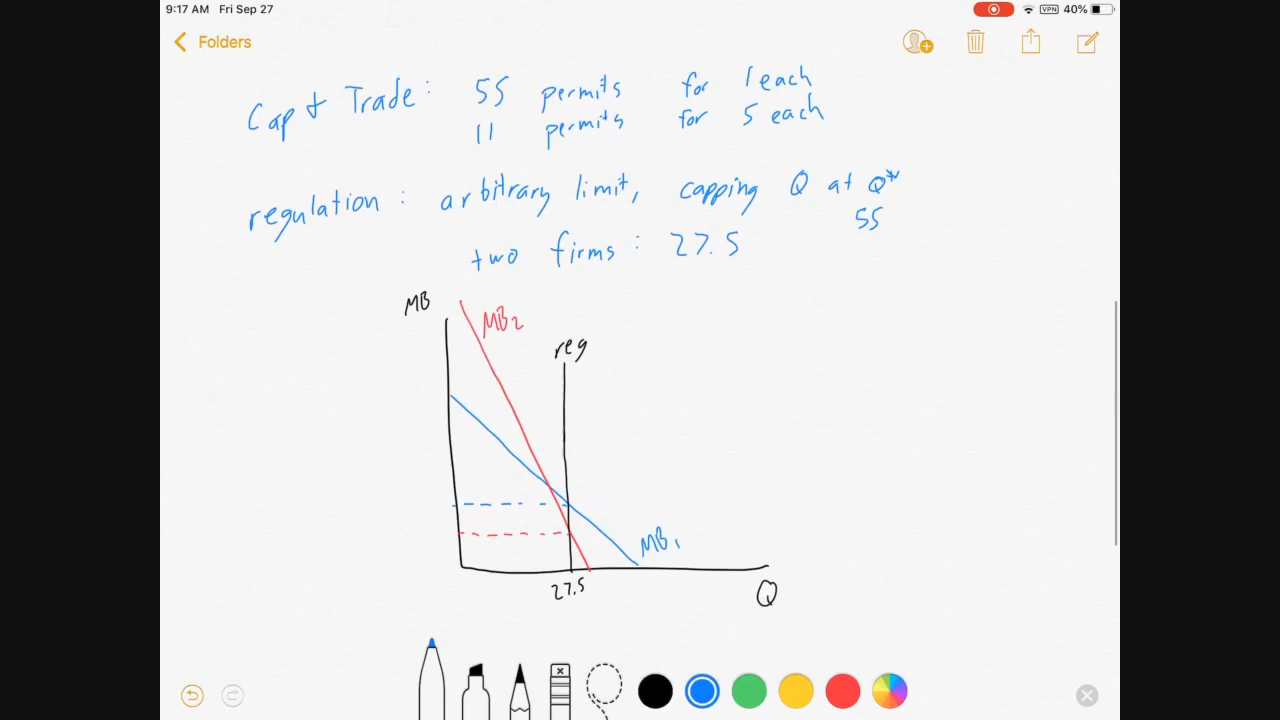 9:17 AM Fri Sep 27
VPN 40%
Folders
Cap & Trade: 55 permits for 1 each
11 permits for 5 each
regulation: arbitrary limit, capping Q at Q*
55
two firms: 27.5
MB
MB₂
reg
MB₁
27.5
Q